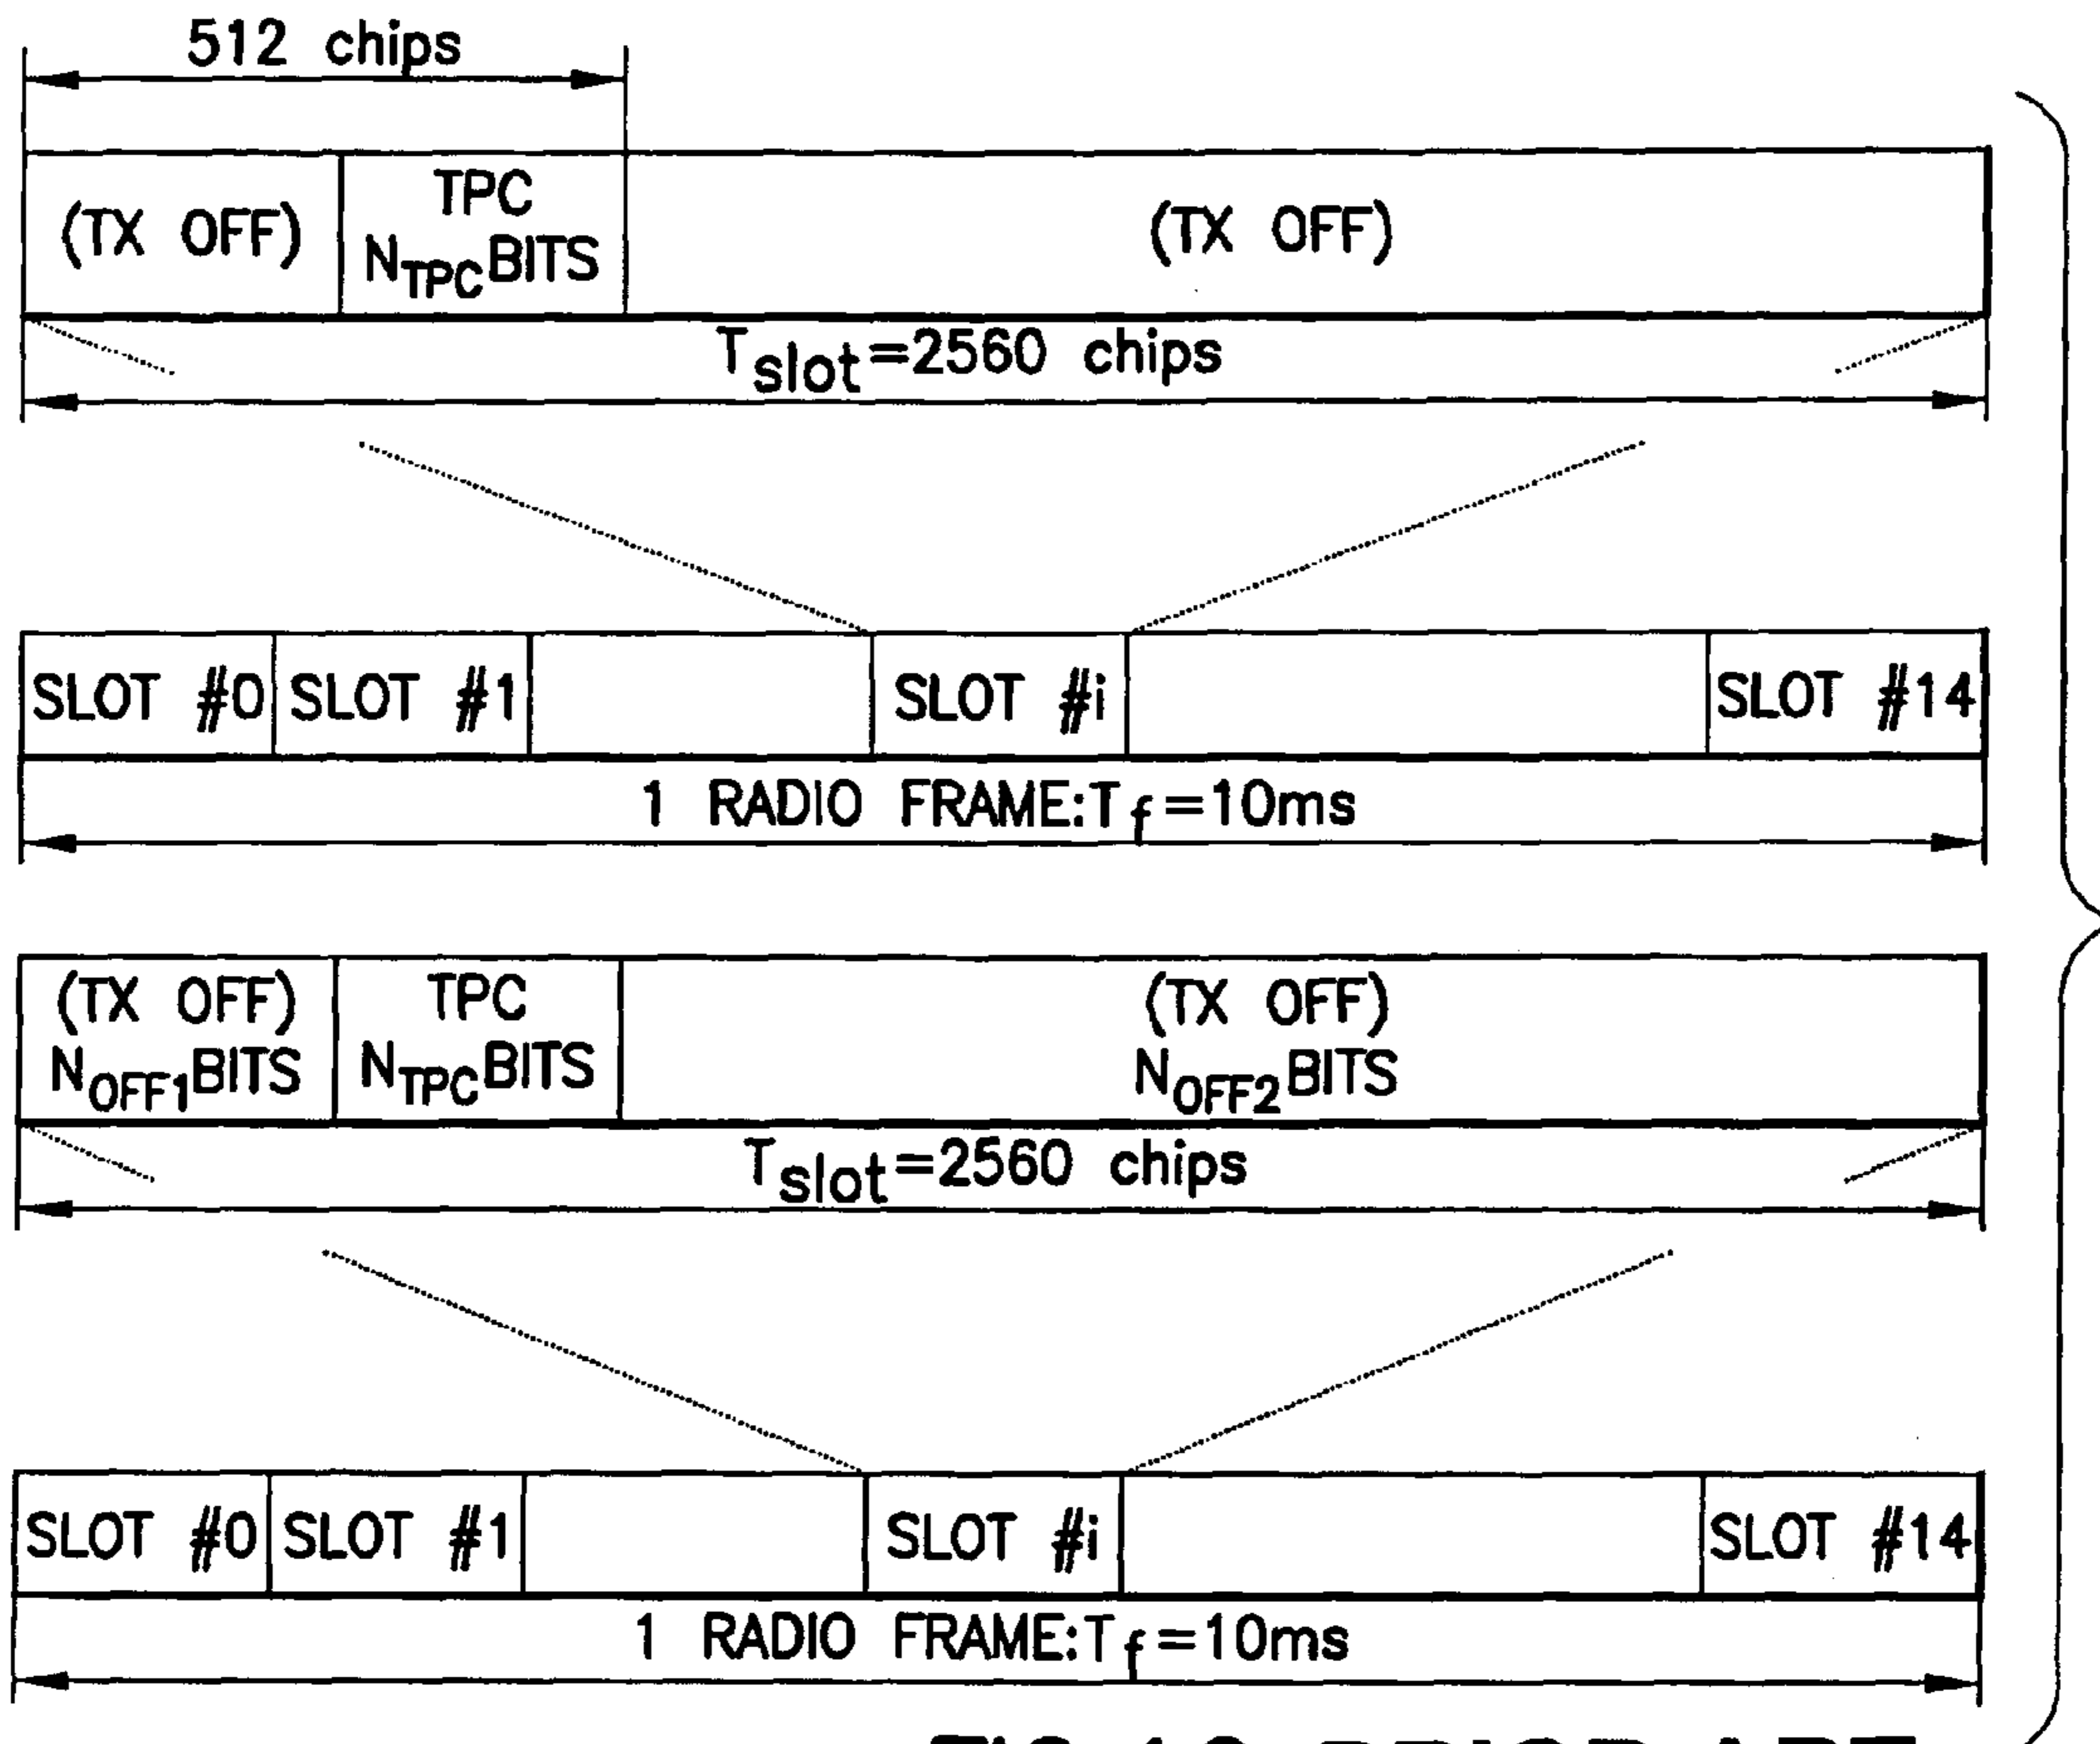 512 chips
(TX OFF)
TPC
N_TPC BITS
(TX OFF)
T_slot=2560 chips
SLOT #0
SLOT #1
SLOT #i
SLOT #14
1 RADIO FRAME:T_f=10ms
(TX OFF)
N_OFF1 BITS
TPC
N_TPC BITS
(TX OFF)
N_OFF2 BITS
T_slot=2560 chips
SLOT #0
SLOT #1
SLOT #i
SLOT #14
1 RADIO FRAME:T_f=10ms